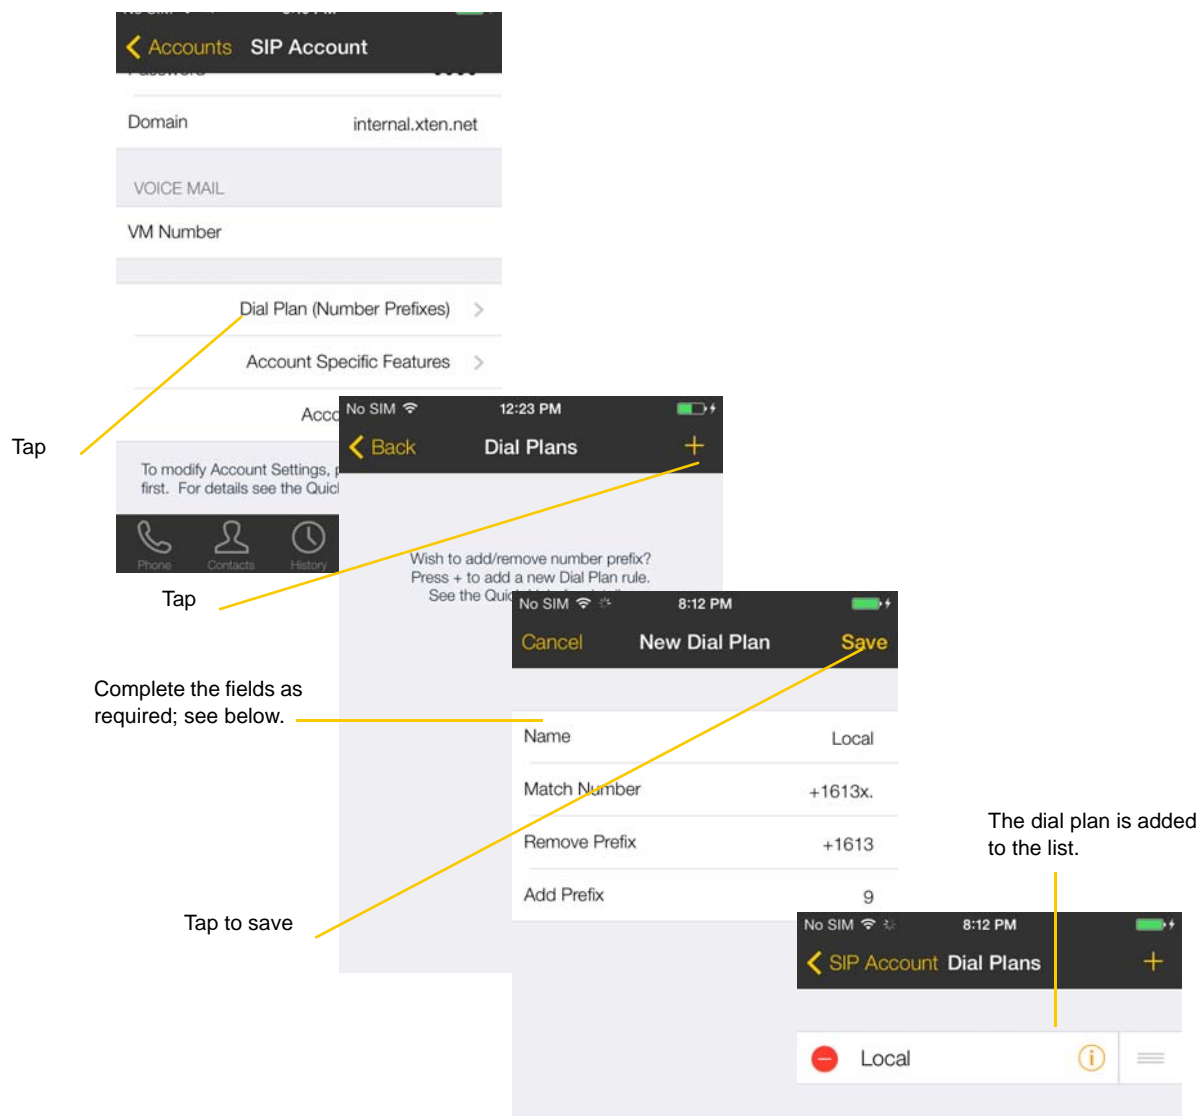 Accounts SIP Account
Domain internal.xten.net
VOICE MAIL
VM Number
Dial Plan (Number Prefixes)
Account Specific Features
Tap
To modify Account Settings,
first. For details see the
Phone Contacts History
No SIM 12:23 PM
Back Dial Plans +
Wish to add/remove number prefix?
Press + to add a new Dial Plan rule.
See the
Tap
No SIM 8:12 PM
Cancel New Dial Plan Save
Complete the fields as
required; see below.
Name Local
Match Number +1613x.
Remove Prefix +1613
Add Prefix 9
Tap to save
The dial plan is added
to the list.
No SIM 8:12 PM
SIP Account Dial Plans +
Local i